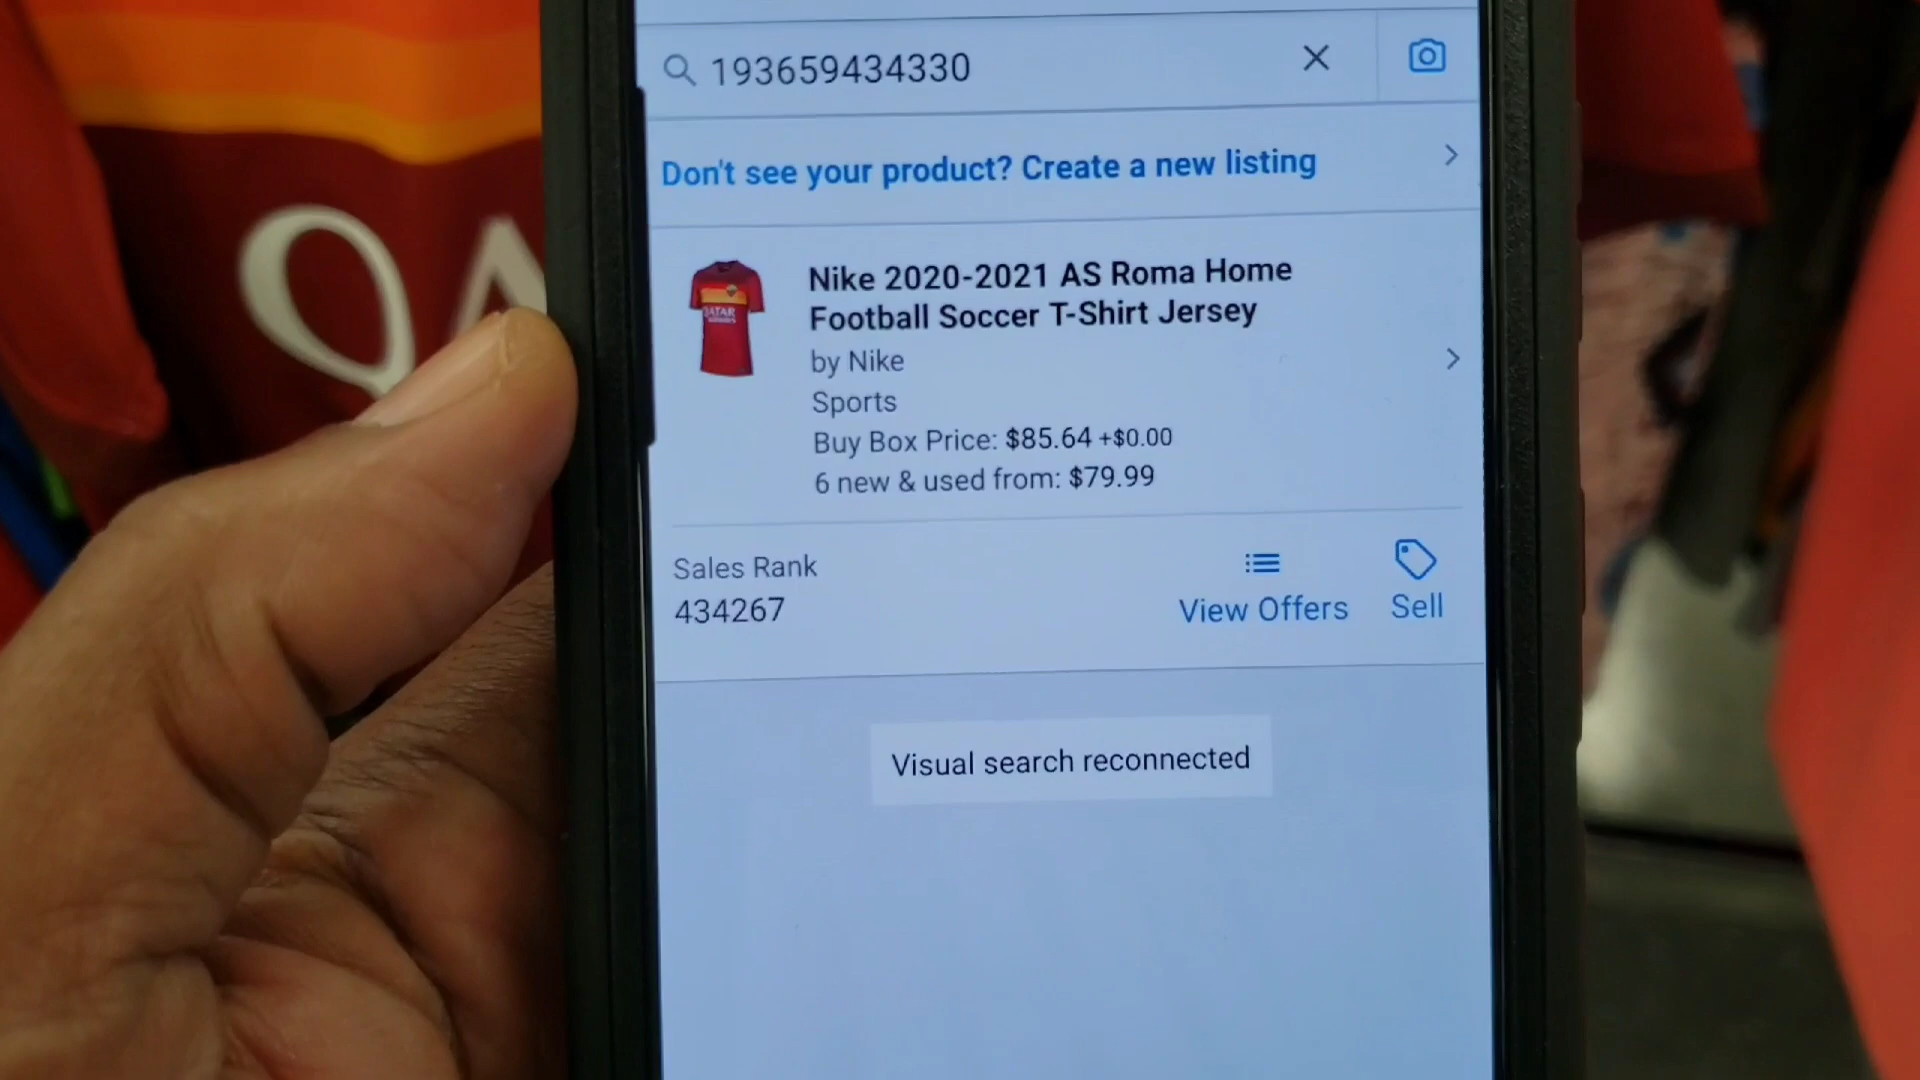 193659434330
Don't see your product? Create a new listing
Nike 2020-2021 AS Roma Home
Football Soccer T-Shirt Jersey
by Nike
Sports
Buy Box Price: $85.64 +$0.00
6 new & used from: $79.99
Sales Rank
434267
View Offers
Sell
Visual search reconnected
QA
QATAR